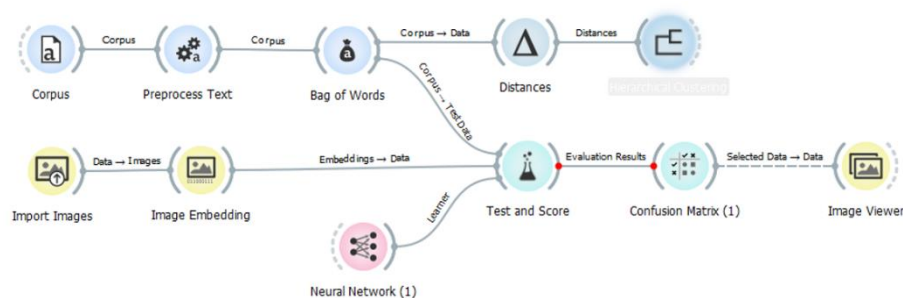 Corpus
Corpus
Corpus → Data
Distances
Corpus
Preprocess Text
Bag of Words
Distances
Hierarchical Clustering
Corpus → Test Data
Data → Images
Embeddings → Data
Evaluation Results
Selected Data → Data
Import Images
Image Embedding
Test and Score
Confusion Matrix (1)
Image Viewer
Learner
Neural Network (1)